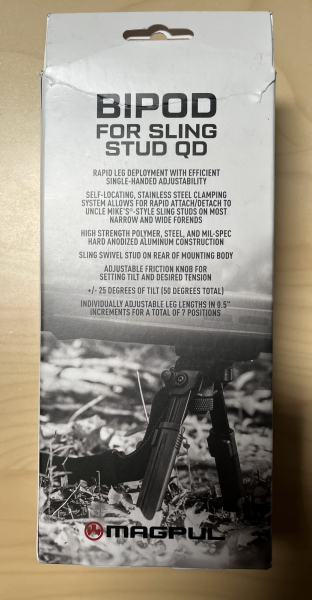 BIPOD
FOR SLING
STUD QD
RAPID LEG DEPLOYMENT WITH EFFICIENT
SINGLE-HANDED ADJUSTABILITY
SELF-LOCATING, STAINLESS STEEL CLAMPING
SYSTEM ALLOWS FOR RAPID ATTACH/DETACH TO
UNCLE MIKE'S®-STYLE SLING STUDS ON MOST
NARROW AND WIDE FORENDS
HIGH STRENGTH POLYMER, STEEL, AND MIL-SPEC
HARD ANODIZED ALUMINUM CONSTRUCTION
SLING SWIVEL STUD ON REAR OF MOUNTING BODY
ADJUSTABLE FRICTION KNOB FOR
SETTING TILT AND DESIRED TENSION
+/- 25 DEGREES OF TILT (50 DEGREES TOTAL)
INDIVIDUALLY ADJUSTABLE LEG LENGTHS IN 0.5"
INCREMENTS FOR A TOTAL OF 7 POSITIONS
MAGPUL